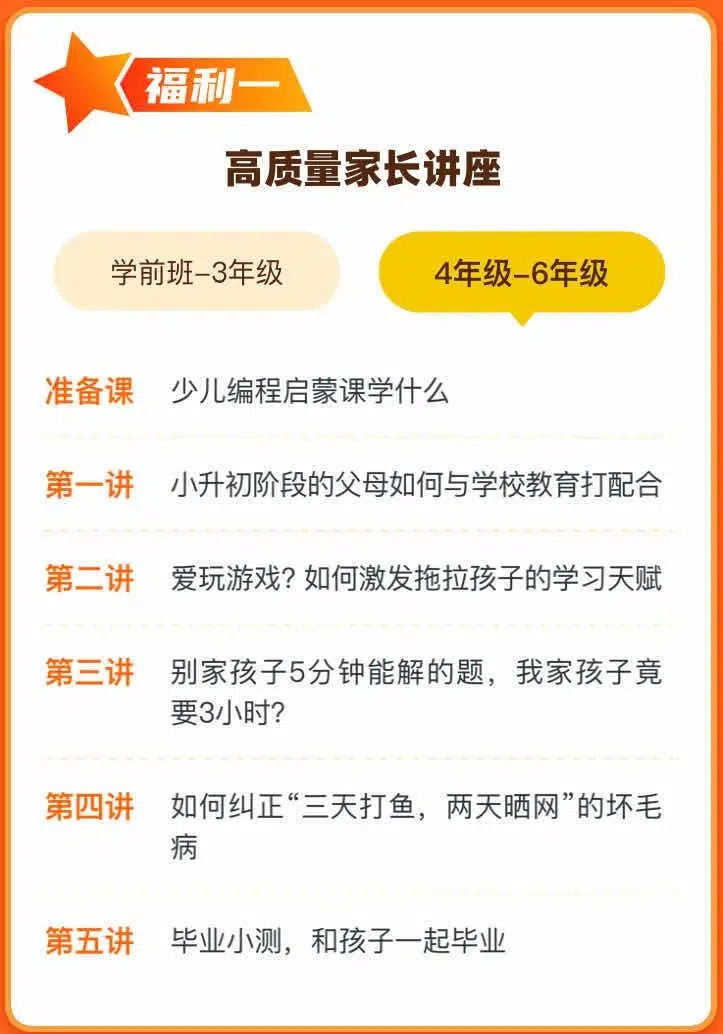 福利一
高质量家长讲座
学前班-3年级
4年级-6年级
准备课 少儿编程启蒙课学什么
第一讲 小升初阶段的父母如何与学校教育打配合
第二讲 爱玩游戏? 如何激发拖拉孩子的学习天赋
第三讲 别家孩子5分钟能解的题，我家孩子竟
要3小时?
第四讲 如何纠正“三天打鱼，两天晒网”的坏毛
病
第五讲 毕业小测，和孩子一起毕业